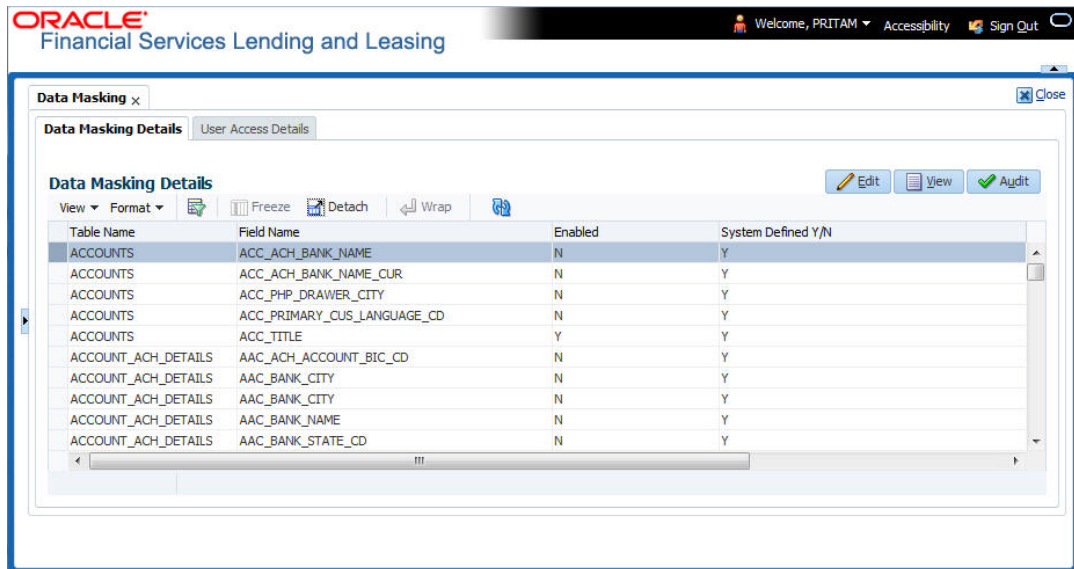 ORACLE
Financial Services Lending and Leasing
Welcome, PRITAM Accessibility Sign Out
Data Masking x
Close
Data Masking Details User Access Details
Data Masking Details
Edit View Audit
View Format Freeze Detach Wrap
Table Name Field Name Enabled System Defined Y/N
ACCOUNTS ACC_ACH_BANK_NAME N Y
ACCOUNTS ACC_ACH_BANK_NAME_CUR N Y
ACCOUNTS ACC_PHP_DRAWER_CITY N Y
ACCOUNTS ACC_PRIMARY_CUS_LANGUAGE_CD N Y
ACCOUNTS ACC_TITLE Y Y
ACCOUNT_ACH_DETAILS AAC_ACH_ACCOUNT_BIC_CD N Y
ACCOUNT_ACH_DETAILS AAC_BANK_CITY N Y
ACCOUNT_ACH_DETAILS AAC_BANK_CITY N Y
ACCOUNT_ACH_DETAILS AAC_BANK_NAME N Y
ACCOUNT_ACH_DETAILS AAC_BANK_STATE_CD N Y